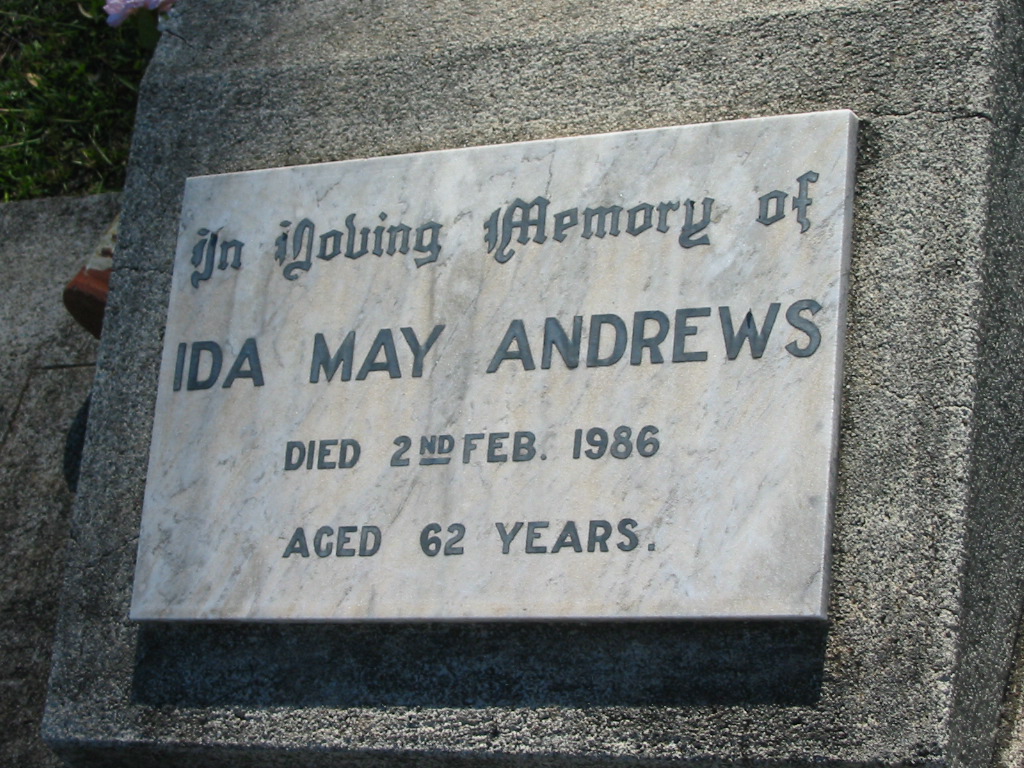 In Loving Memory of
IDA MAY ANDREWS
DIED 2ND FEB. 1986
AGED 62 YEARS.